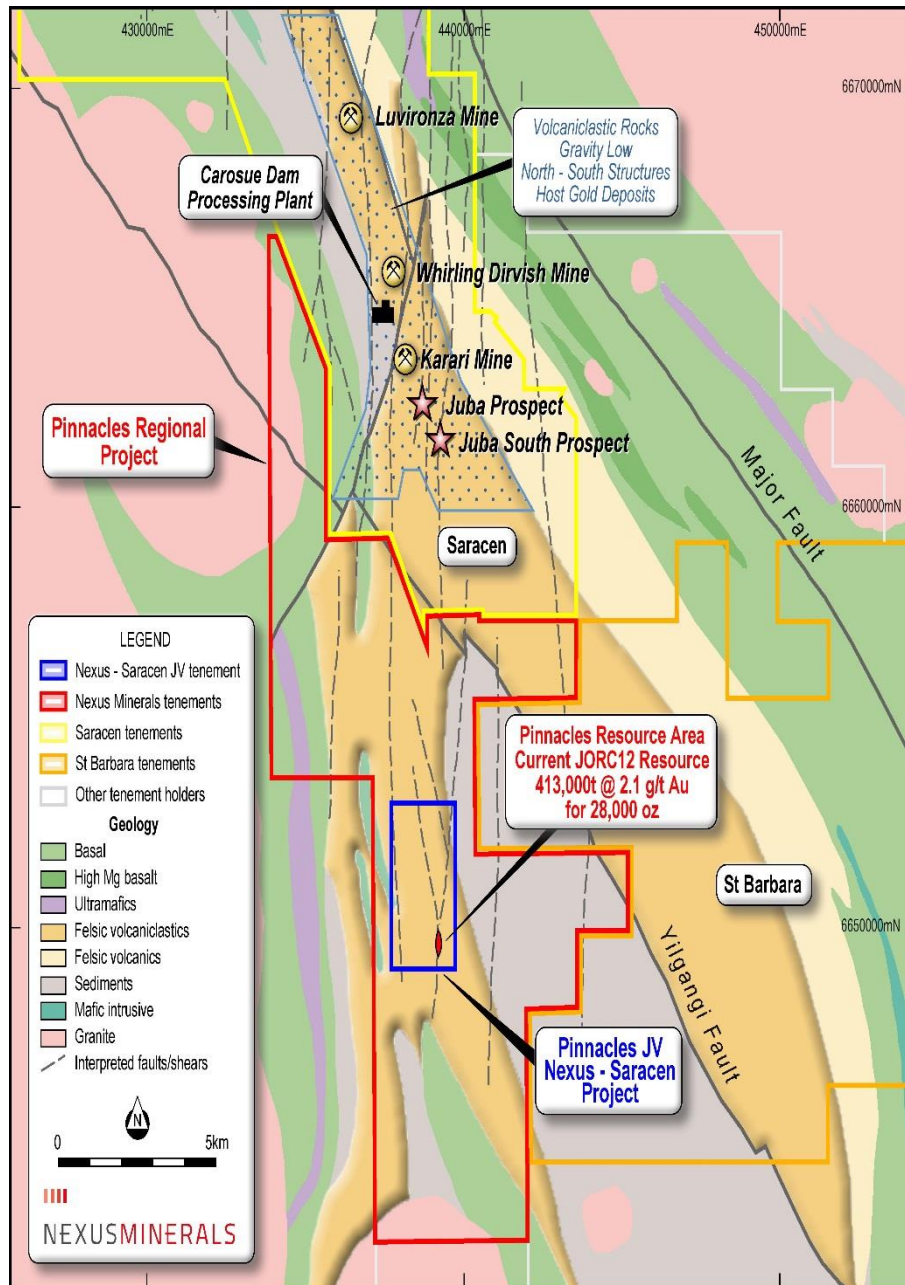 430000mE
440000mE
450000mE
6670000mN
Luvironza Mine
Volcaniclastic Rocks
Gravity Low
North - South Structures
Host Gold Deposits
Carosue Dam
Processing Plant
Whirling Dirvish Mine
Karari Mine
Juba Prospect
Juba South Prospect
Pinnacles Regional
Project
Major Fault
6660000mN
Saracen
LEGEND
Nexus - Saracen JV tenement
Nexus Minerals tenements
Saracen tenements
St Barbara tenements
Other tenement holders
Geology
Basal
High Mg basalt
Ultramafics
Felsic volcaniclastics
Felsic volcanics
Sediments
Mafic intrusive
Granite
Interpreted faults/shears
N
0 5km
NEXUSMINERALS
Pinnacles Resource Area
Current JORC12 Resource
413,000t @ 2.1 g/t Au
for 28,000 oz
St Barbara
6650000mN
Yilgangi Fault
Pinnacles JV
Nexus - Saracen
Project